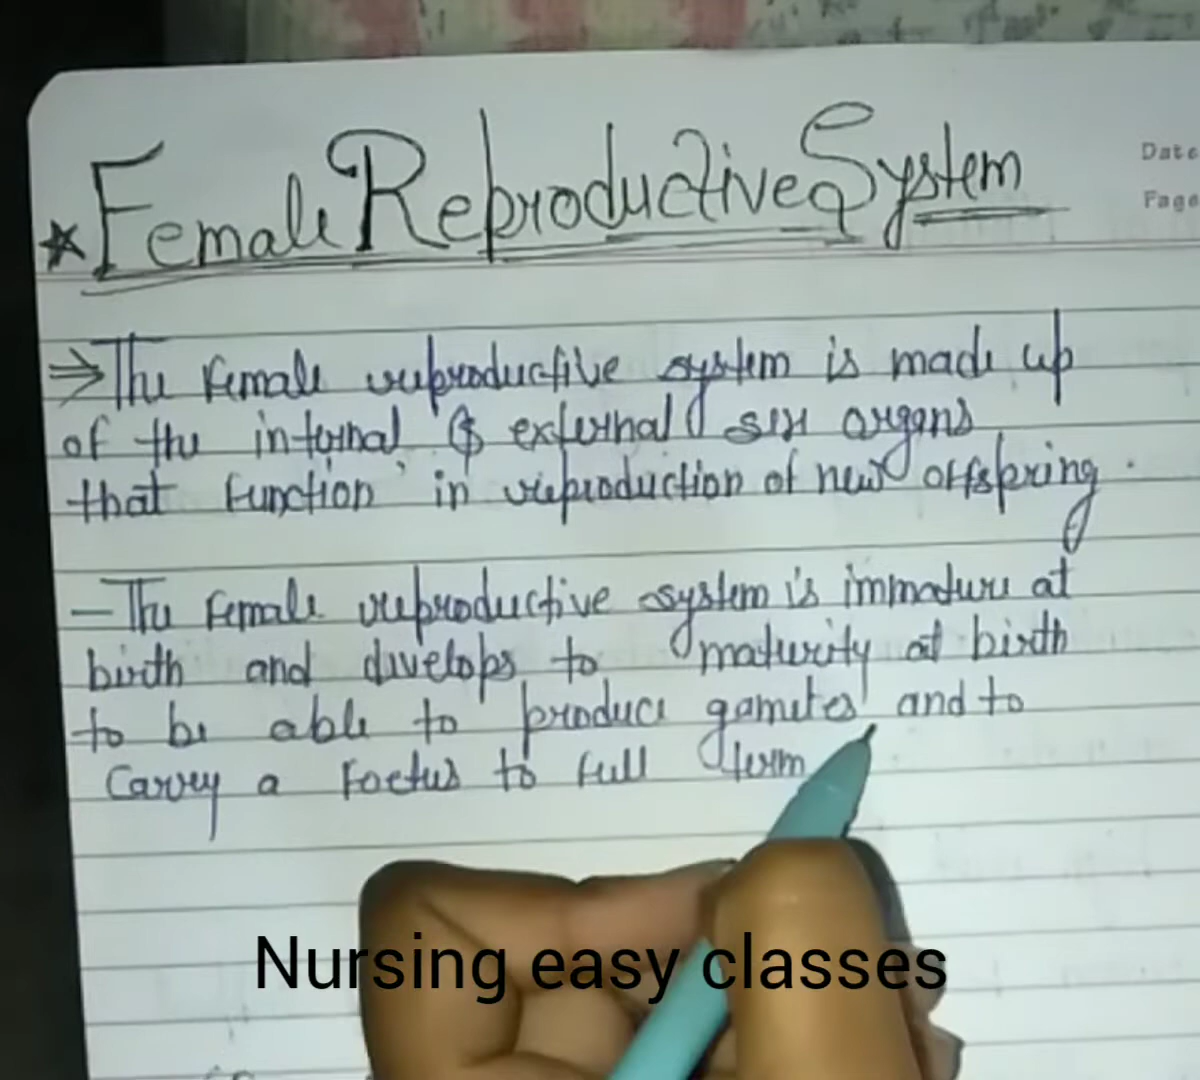 ★ Female Reproductive System
Date
Page
⇒ The female reproductive system is made up
of the internal & external sex organs
that function in reproduction of new offspring.
— The female reproductive system is immature at
birth and develops to maturity at birth
to be able to produce gametes and to
carry a foetus to full term
Nursing easy classes